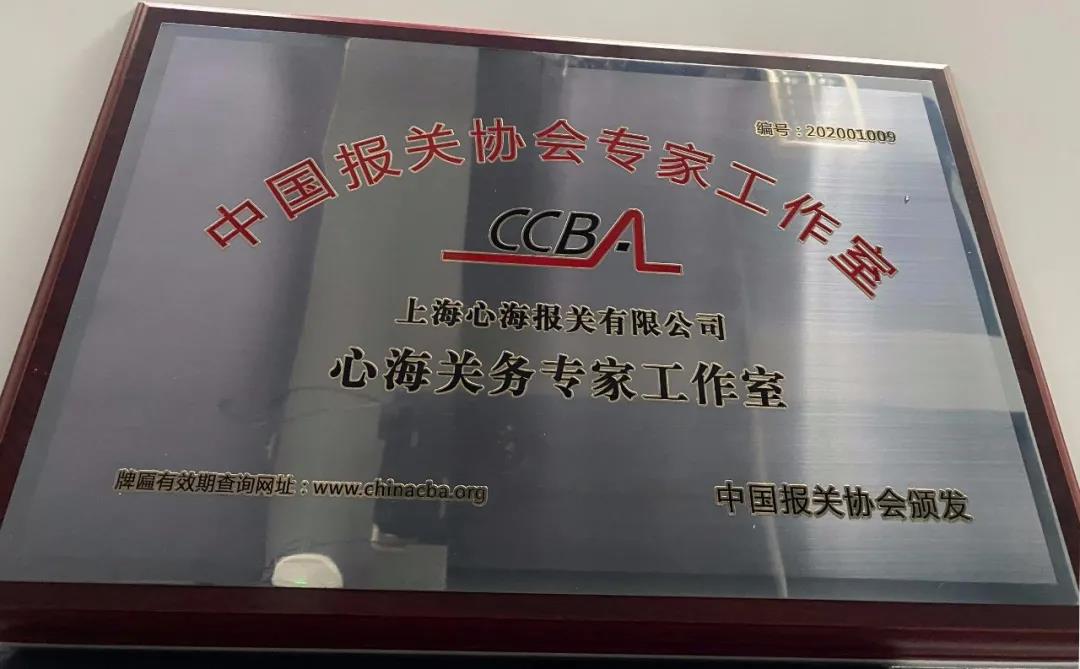 编号:202001009
中国报关协会专家工作室
CCBA
上海心海报关有限公司
心海关务专家工作室
牌匾有效期查询网址:www.chinacba.org
中国报关协会颁发